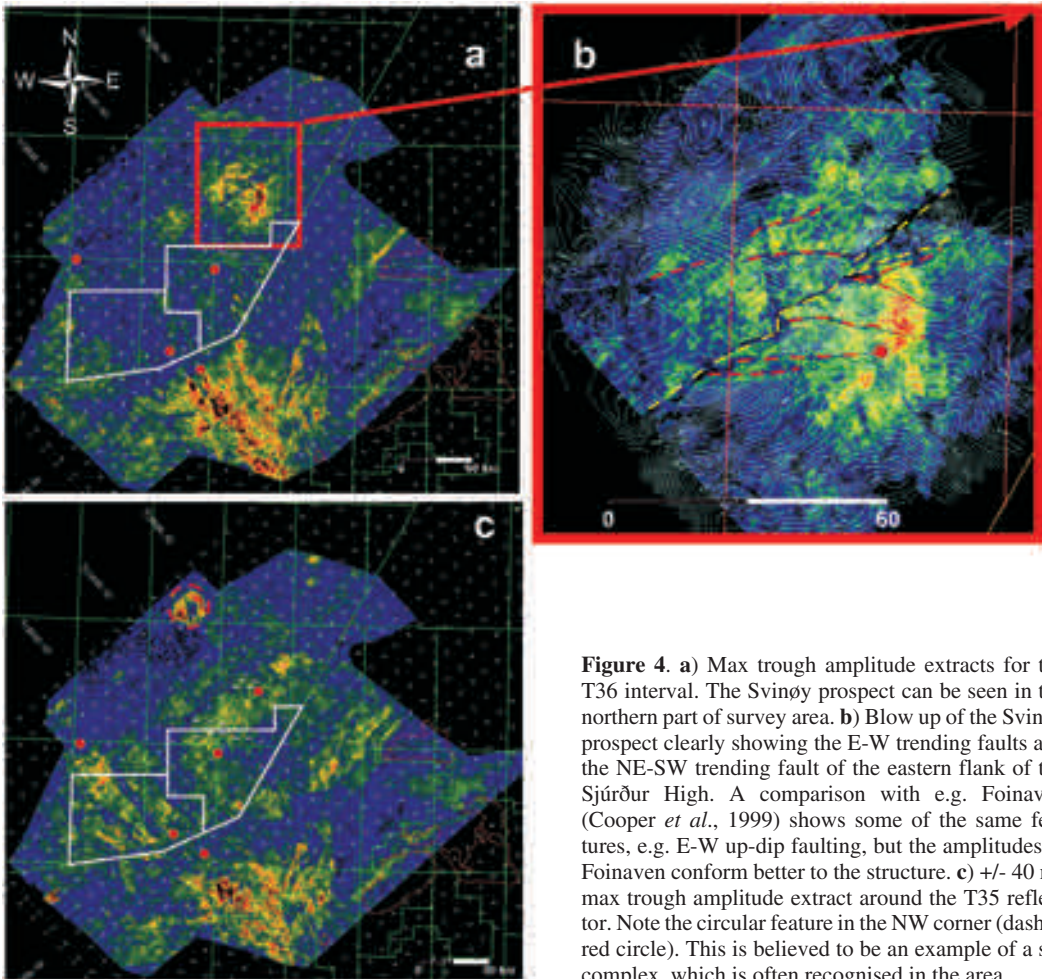 a
N
W E
S
b
0 60
c
Figure 4. a) Max trough amplitude extracts for t
T36 interval. The Svinøy prospect can be seen in t
northern part of survey area. b) Blow up of the Svin
prospect clearly showing the E-W trending faults a
the NE-SW trending fault of the eastern flank of t
Sjúrður High. A comparison with e.g. Foinav
(Cooper et al., 1999) shows some of the same fe
tures, e.g. E-W up-dip faulting, but the amplitudes
Foinaven conform better to the structure. c) +/- 40 m
max trough amplitude extract around the T35 refle
tor. Note the circular feature in the NW corner (dash
red circle). This is believed to be an example of a s
complex, which is often recognised in the area.